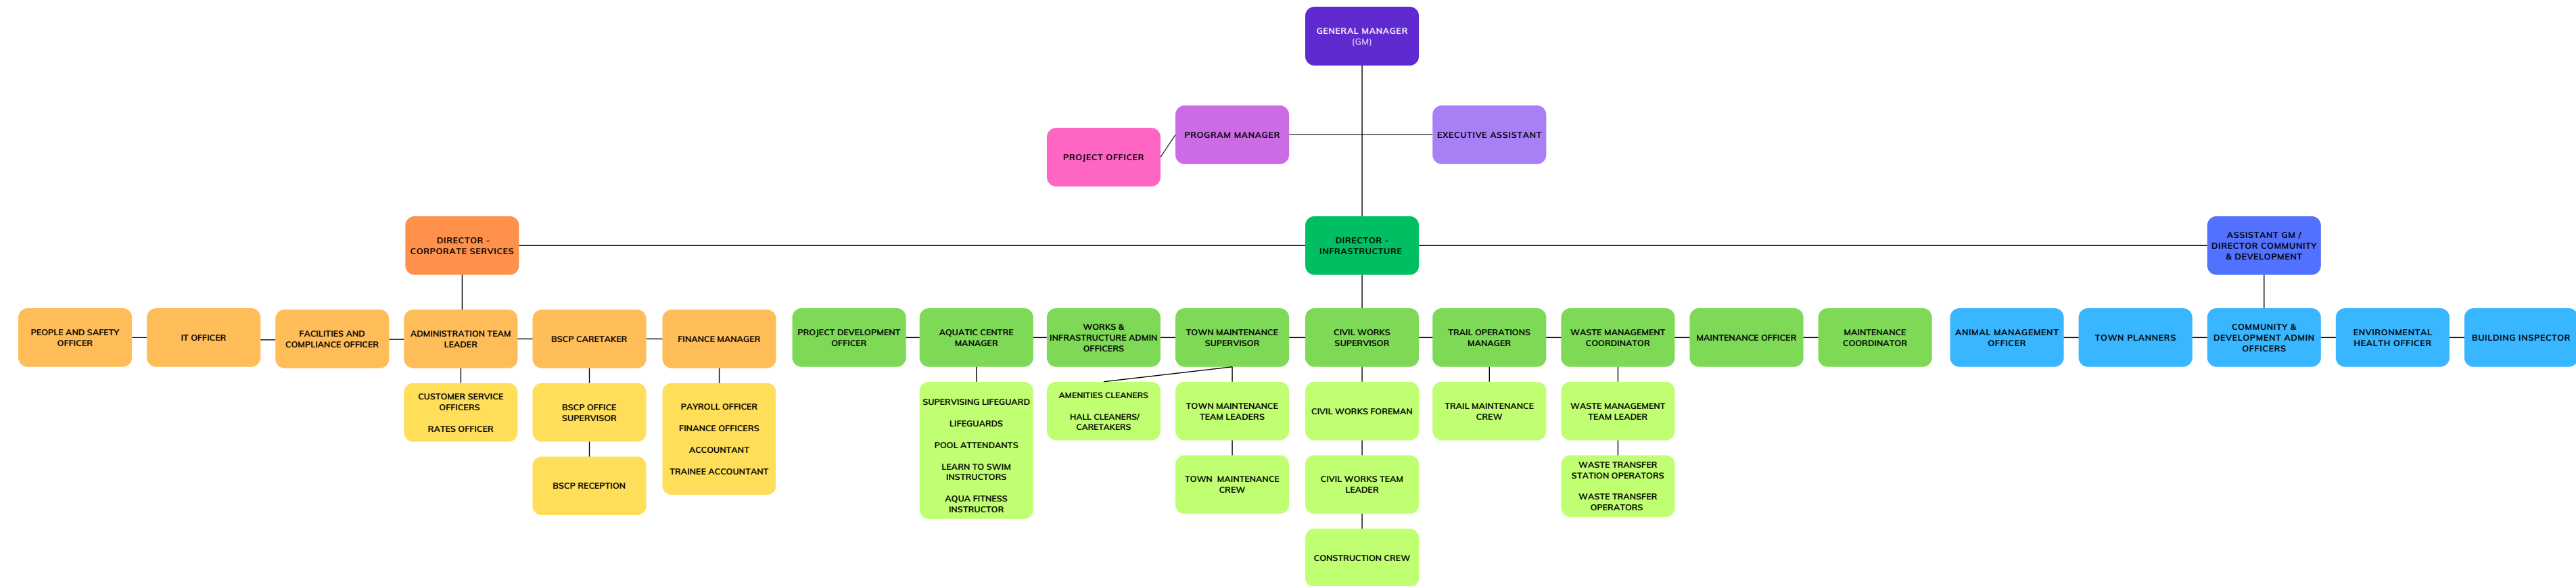 GENERAL MANAGER
(GM)
PROGRAM MANAGER
EXECUTIVE ASSISTANT
PROJECT OFFICER
DIRECTOR -
CORPORATE SERVICES
DIRECTOR -
INFRASTRUCTURE
ASSISTANT GM /
DIRECTOR COMMUNITY
& DEVELOPMENT
PEOPLE AND SAFETY
OFFICER
IT OFFICER
FACILITIES AND
COMPLIANCE OFFICER
ADMINISTRATION TEAM
LEADER
BSCP CARETAKER
FINANCE MANAGER
PROJECT DEVELOPMENT
OFFICER
AQUATIC CENTRE
MANAGER
WORKS &
INFRASTRUCTURE ADMIN
OFFICERS
TOWN MAINTENANCE
SUPERVISOR
CIVIL WORKS
SUPERVISOR
TRAIL OPERATIONS
MANAGER
WASTE MANAGEMENT
COORDINATOR
MAINTENANCE OFFICER
MAINTENANCE
COORDINATOR
ANIMAL MANAGEMENT
OFFICER
TOWN PLANNERS
COMMUNITY &
DEVELOPMENT ADMIN
OFFICERS
ENVIRONMENTAL
HEALTH OFFICER
BUILDING INSPECTOR
CUSTOMER SERVICE
OFFICERS
RATES OFFICER
BSCP OFFICE
SUPERVISOR
BSCP RECEPTION
PAYROLL OFFICER
FINANCE OFFICERS
ACCOUNTANT
TRAINEE ACCOUNTANT
SUPERVISING LIFEGUARD
LIFEGUARDS
POOL ATTENDANTS
LEARN TO SWIM
INSTRUCTORS
AQUA FITNESS
INSTRUCTOR
AMENITIES CLEANERS
HALL CLEANERS/
CARETAKERS
TOWN MAINTENANCE
TEAM LEADERS
TOWN MAINTENANCE
CREW
CIVIL WORKS FOREMAN
CIVIL WORKS TEAM
LEADER
CONSTRUCTION CREW
TRAIL MAINTENANCE
CREW
WASTE MANAGEMENT
TEAM LEADER
WASTE TRANSFER
STATION OPERATORS
WASTE TRANSFER
OPERATORS